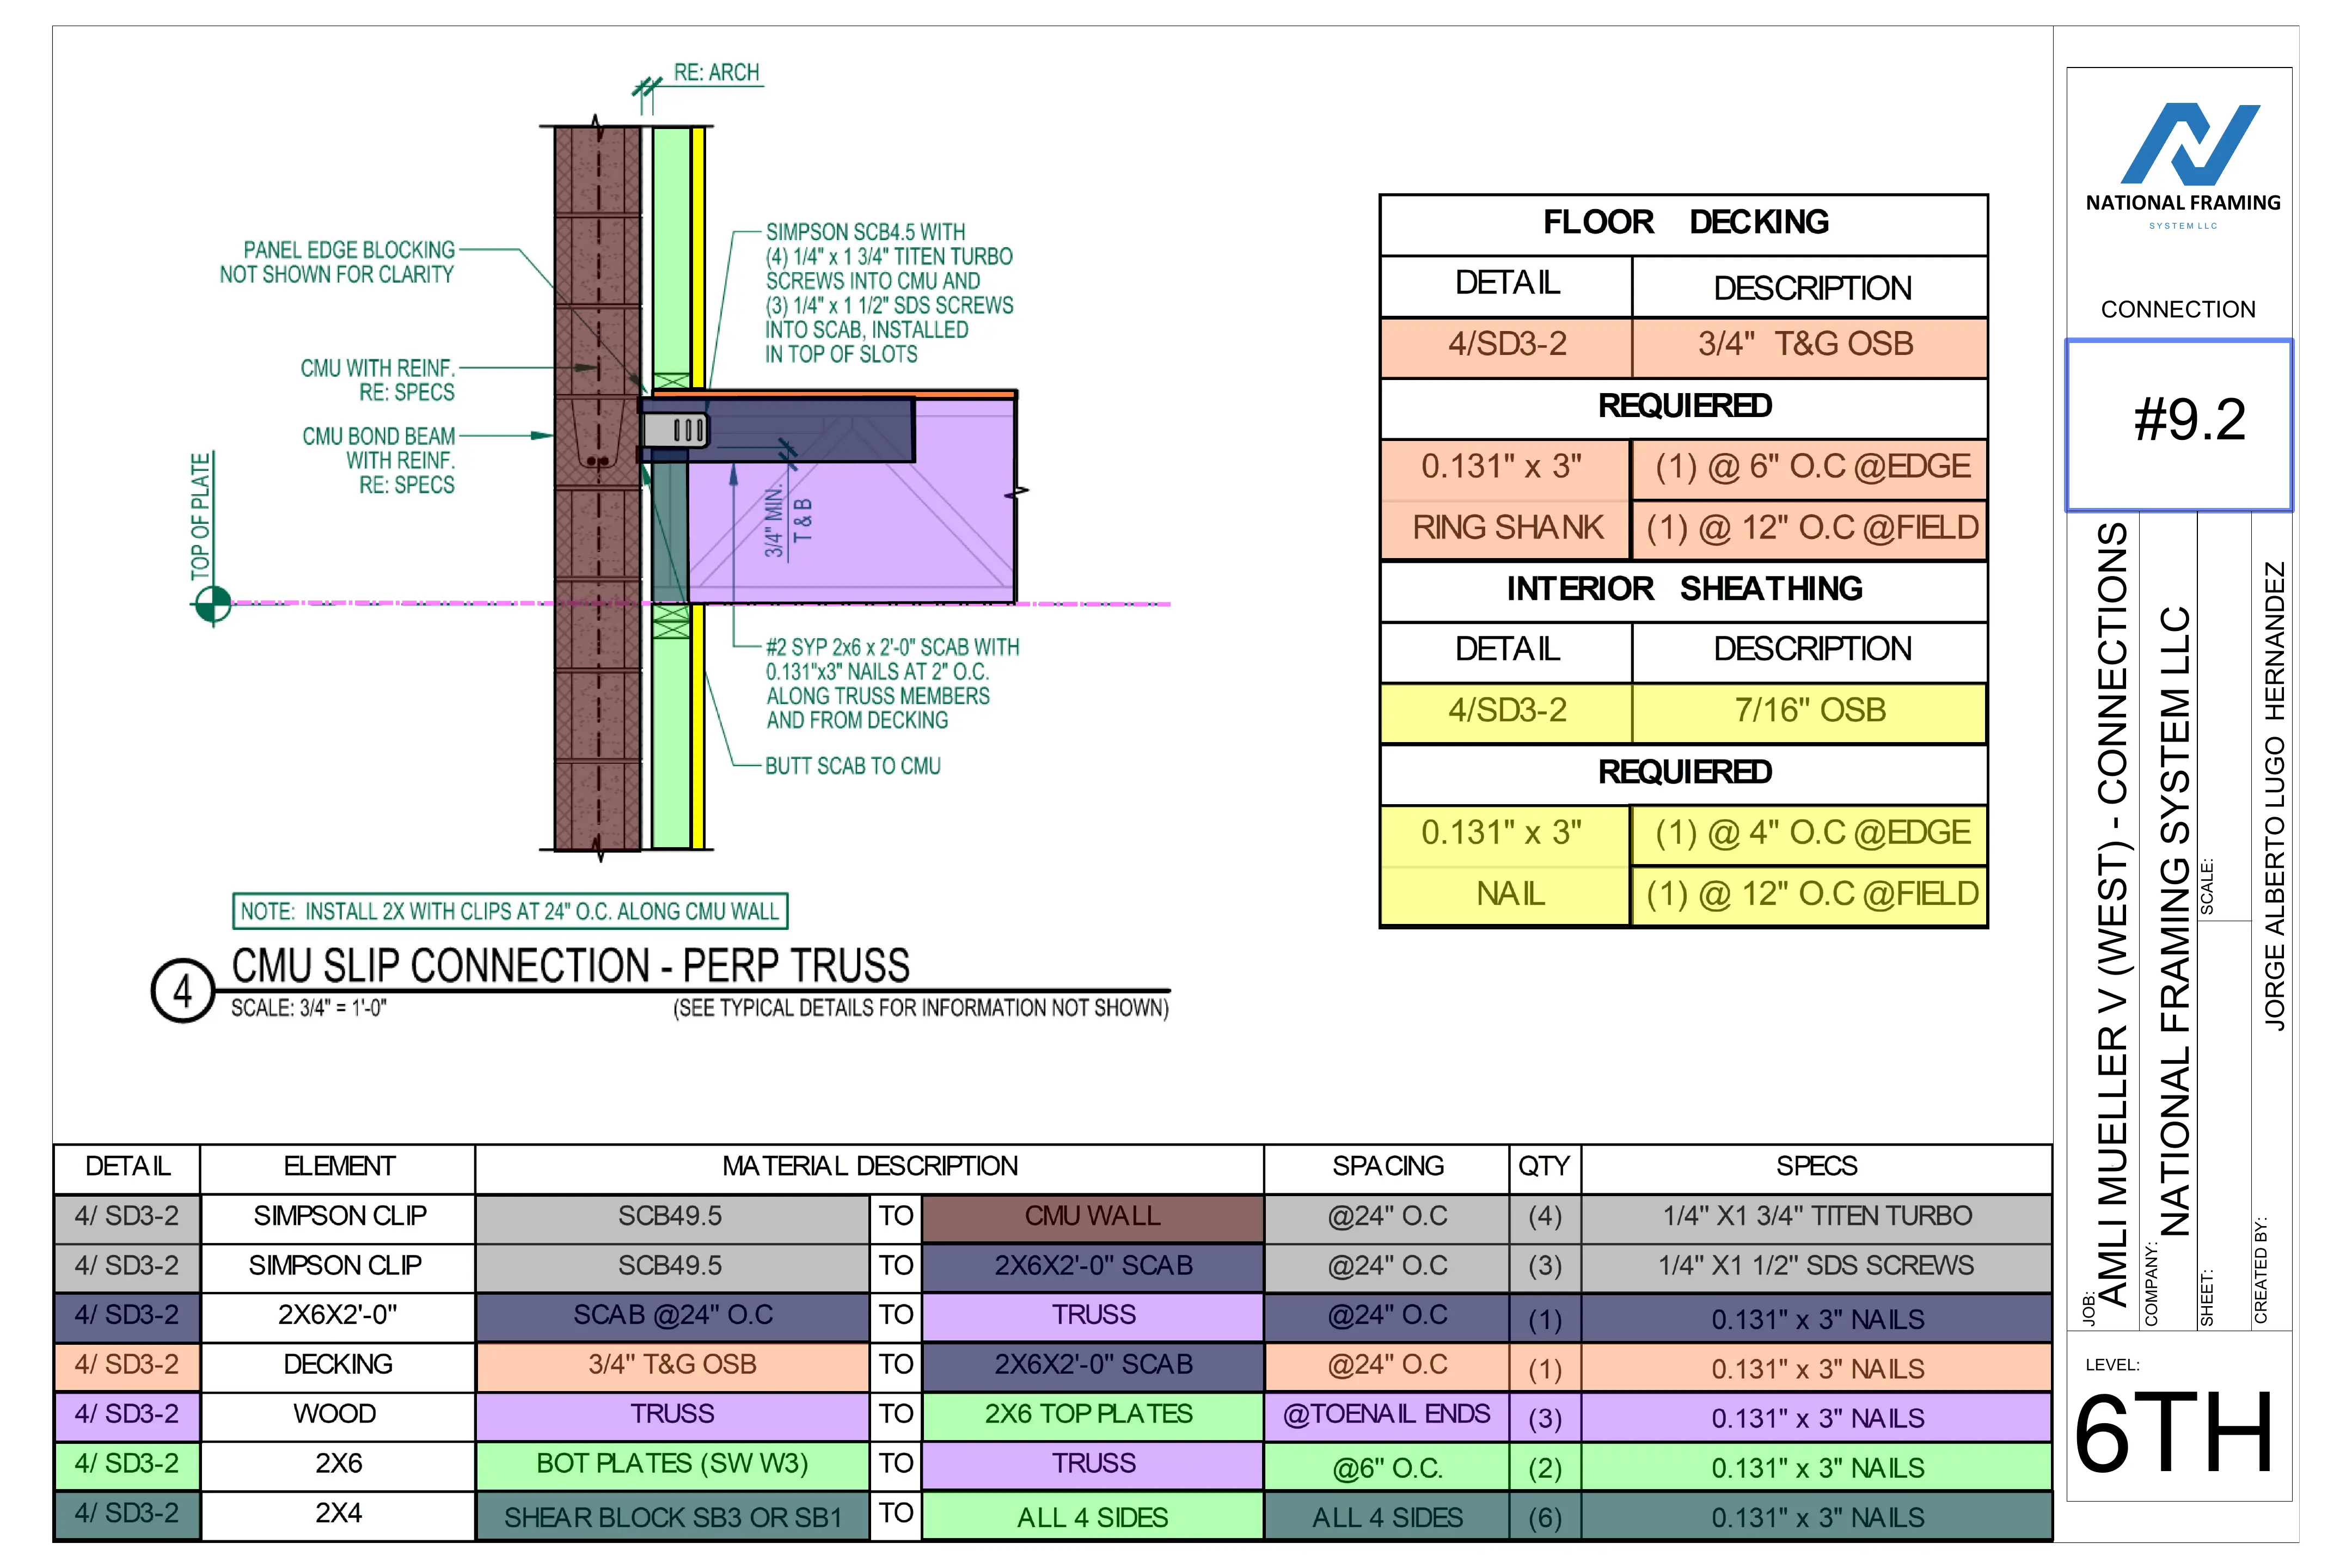 RE: ARCH
PANEL EDGE BLOCKING
NOT SHOWN FOR CLARITY
CMU WITH REINF.
RE: SPECS
CMU BOND BEAM
WITH REINF.
RE: SPECS
TOP OF PLATE
SIMPSON SCB4.5 WITH
(4) 1/4" x 1 3/4" TITEN TURBO
SCREWS INTO CMU AND
(3) 1/4" x 1 1/2" SDS SCREWS
INTO SCAB, INSTALLED
IN TOP OF SLOTS
3/4" MIN.
T & B
#2 SYP 2x6 x 2'-0" SCAB WITH
0.131"x3" NAILS AT 2" O.C.
ALONG TRUSS MEMBERS
AND FROM DECKING
BUTT SCAB TO CMU
NOTE: INSTALL 2X WITH CLIPS AT 24" O.C. ALONG CMU WALL
4 CMU SLIP CONNECTION - PERP TRUSS
SCALE: 3/4" = 1'-0" (SEE TYPICAL DETAILS FOR INFORMATION NOT SHOWN)
FLOOR DECKING
DETAIL DESCRIPTION
4/SD3-2 3/4" T&G OSB
REQUIERED
0.131" x 3" (1) @ 6" O.C @EDGE
RING SHANK (1) @ 12" O.C @FIELD
INTERIOR SHEATHING
DETAIL DESCRIPTION
4/SD3-2 7/16" OSB
REQUIERED
0.131" x 3" (1) @ 4" O.C @EDGE
NAIL (1) @ 12" O.C @FIELD
DETAIL ELEMENT MATERIAL DESCRIPTION SPACING QTY SPECS
4/ SD3-2 SIMPSON CLIP SCB49.5 TO CMU WALL @24" O.C (4) 1/4" X1 3/4" TITEN TURBO
4/ SD3-2 SIMPSON CLIP SCB49.5 TO 2X6X2'-0" SCAB @24" O.C (3) 1/4" X1 1/2" SDS SCREWS
4/ SD3-2 2X6X2'-0" SCAB @24" O.C TO TRUSS @24" O.C (1) 0.131" x 3" NAILS
4/ SD3-2 DECKING 3/4" T&G OSB TO 2X6X2'-0" SCAB @24" O.C (1) 0.131" x 3" NAILS
4/ SD3-2 WOOD TRUSS TO 2X6 TOP PLATES @TOENAIL ENDS (3) 0.131" x 3" NAILS
4/ SD3-2 2X6 BOT PLATES (SW W3) TO TRUSS @6" O.C. (2) 0.131" x 3" NAILS
4/ SD3-2 2X4 SHEAR BLOCK SB3 OR SB1 TO ALL 4 SIDES ALL 4 SIDES (6) 0.131" x 3" NAILS
NATIONAL FRAMING
SYSTEM LLC
CONNECTION
#9.2
JOB: AMLI MUELLER V (WEST) - CONNECTIONS
COMPANY: NATIONAL FRAMING SYSTEM LLC
SHEET:
SCALE:
CREATED BY: JORGE ALBERTO LUGO HERNANDEZ
LEVEL:
6TH